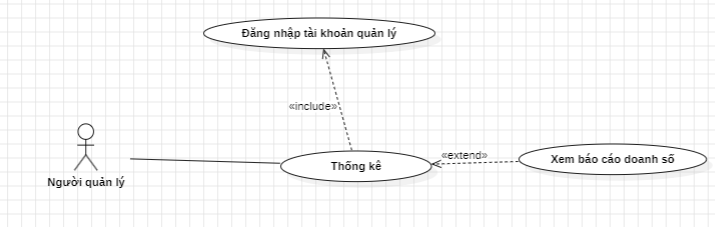 Đăng nhập tài khoản quản lý
«include»
«extend»
Xem báo cáo doanh số
Thống kê
Người quản lý